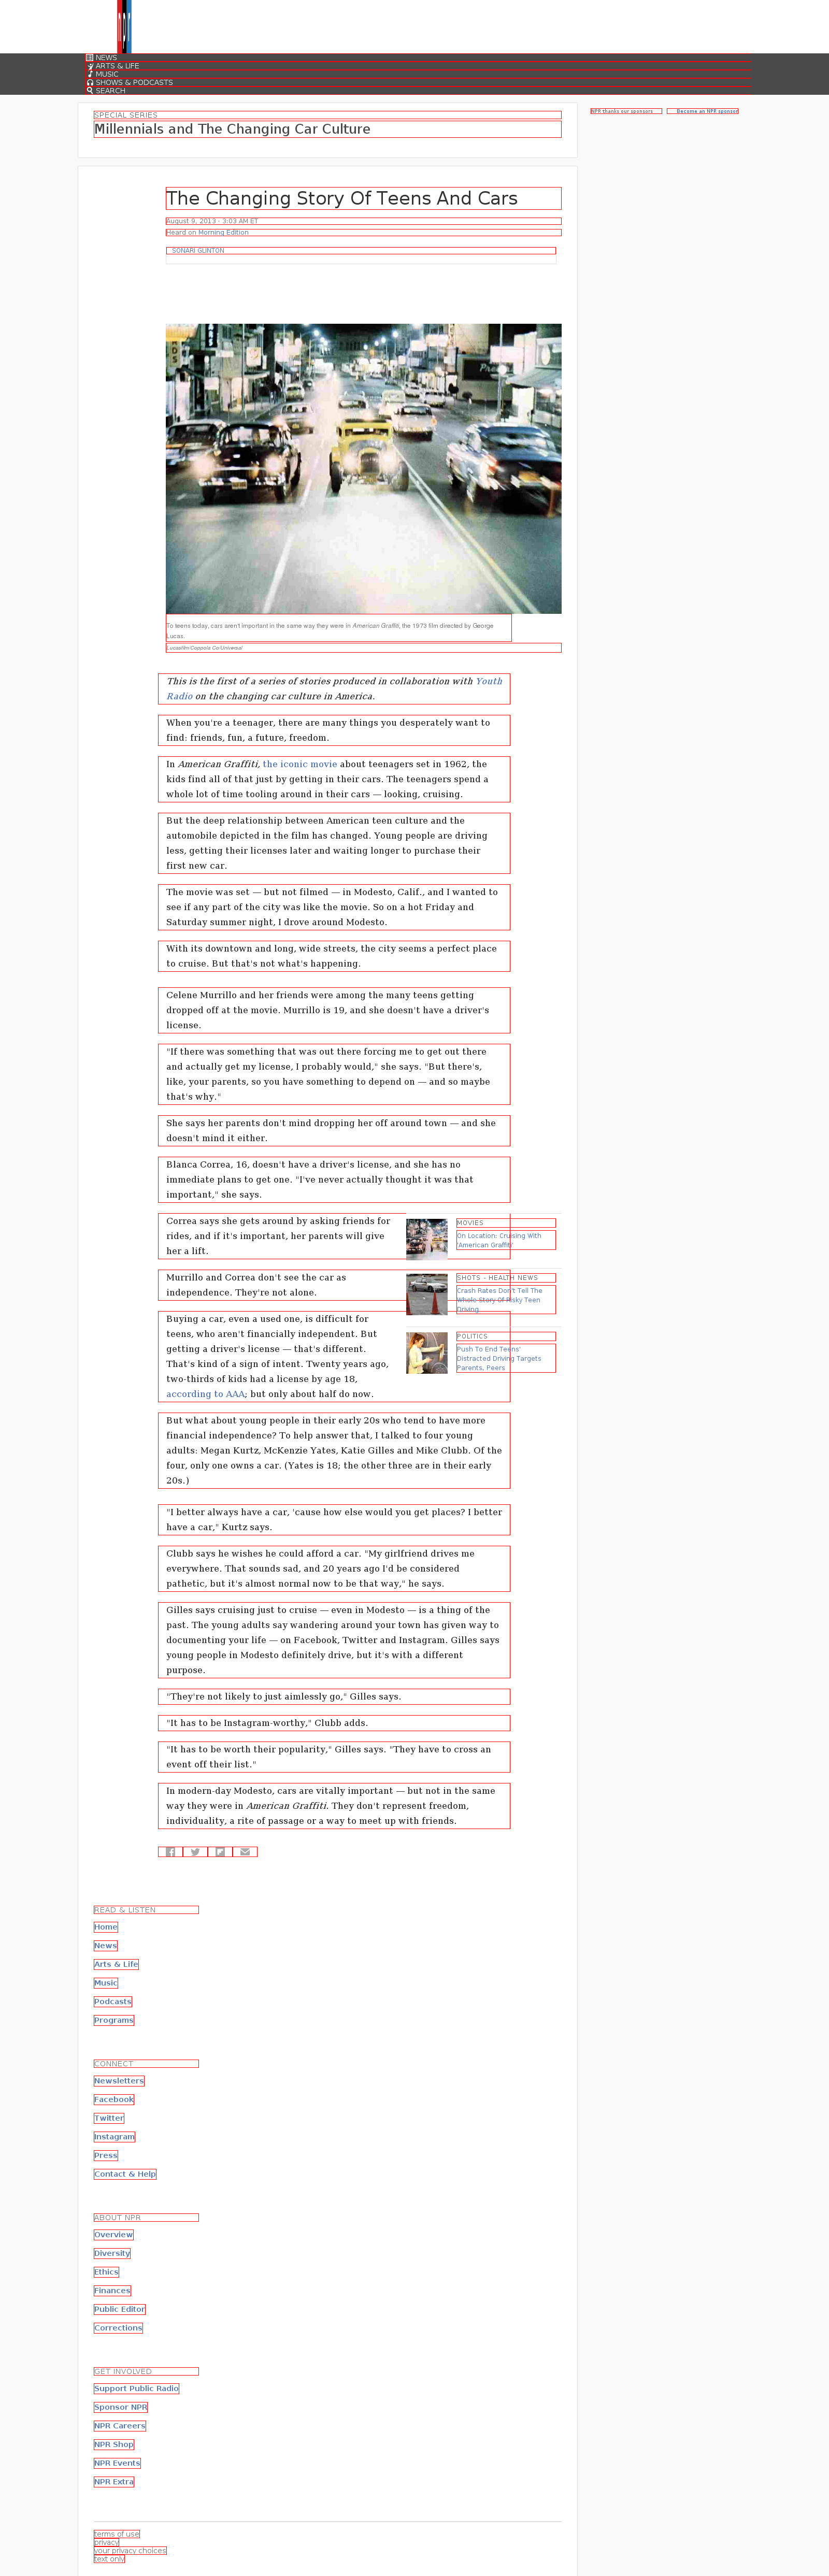 NEWS
ARTS & LIFE
MUSIC
SHOWS & PODCASTS
SEARCH
SPECIAL SERIES
Millennials and The Changing Car Culture
NPR thanks our sponsors
Become an NPR sponsor
The Changing Story Of Teens And Cars
August 9, 2013 · 3:03 AM ET
Heard on Morning Edition
SONARI GLINTON
To teens today, cars aren't important in the same way they were in American Graffiti, the 1973 film directed by George
Lucas.
Lucasfilm/Coppola Co/Universal
This is the first of a series of stories produced in collaboration with Youth
Radio on the changing car culture in America.
When you're a teenager, there are many things you desperately want to
find: friends, fun, a future, freedom.
In American Graffiti, the iconic movie about teenagers set in 1962, the
kids find all of that just by getting in their cars. The teenagers spend a
whole lot of time tooling around in their cars — looking, cruising.
But the deep relationship between American teen culture and the
automobile depicted in the film has changed. Young people are driving
less, getting their licenses later and waiting longer to purchase their
first new car.
The movie was set — but not filmed — in Modesto, Calif., and I wanted to
see if any part of the city was like the movie. So on a hot Friday and
Saturday summer night, I drove around Modesto.
With its downtown and long, wide streets, the city seems a perfect place
to cruise. But that's not what's happening.
Celene Murrillo and her friends were among the many teens getting
dropped off at the movie. Murrillo is 19, and she doesn't have a driver's
license.
"If there was something that was out there forcing me to get out there
and actually get my license, I probably would," she says. "But there's,
like, your parents, so you have something to depend on — and so maybe
that's why."
She says her parents don't mind dropping her off around town — and she
doesn't mind it either.
Blanca Correa, 16, doesn't have a driver's license, and she has no
immediate plans to get one. "I've never actually thought it was that
important," she says.
Correa says she gets around by asking friends for
rides, and if it's important, her parents will give
her a lift.
MOVIES
On Location: Cruising With
'American Graffiti'
SHOTS - HEALTH NEWS
Crash Rates Don't Tell The
Whole Story Of Risky Teen
Driving
POLITICS
Push To End Teens'
Distracted Driving Targets
Parents, Peers
Murrillo and Correa don't see the car as
independence. They're not alone.
Buying a car, even a used one, is difficult for
teens, who aren't financially independent. But
getting a driver's license — that's different.
That's kind of a sign of intent. Twenty years ago,
two-thirds of kids had a license by age 18,
according to AAA; but only about half do now.
But what about young people in their early 20s who tend to have more
financial independence? To help answer that, I talked to four young
adults: Megan Kurtz, McKenzie Yates, Katie Gilles and Mike Clubb. Of the
four, only one owns a car. (Yates is 18; the other three are in their early
20s.)
"I better always have a car, 'cause how else would you get places? I better
have a car," Kurtz says.
Clubb says he wishes he could afford a car. "My girlfriend drives me
everywhere. That sounds sad, and 20 years ago I'd be considered
pathetic, but it's almost normal now to be that way," he says.
Gilles says cruising just to cruise — even in Modesto — is a thing of the
past. The young adults say wandering around your town has given way to
documenting your life — on Facebook, Twitter and Instagram. Gilles says
young people in Modesto definitely drive, but it's with a different
purpose.
"They're not likely to just aimlessly go," Gilles says.
"It has to be Instagram-worthy," Clubb adds.
"It has to be worth their popularity," Gilles says. "They have to cross an
event off their list."
In modern-day Modesto, cars are vitally important — but not in the same
way they were in American Graffiti. They don't represent freedom,
individuality, a rite of passage or a way to meet up with friends.
READ & LISTEN
Home
News
Arts & Life
Music
Podcasts
Programs
CONNECT
Newsletters
Facebook
Twitter
Instagram
Press
Contact & Help
ABOUT NPR
Overview
Diversity
Ethics
Finances
Public Editor
Corrections
GET INVOLVED
Support Public Radio
Sponsor NPR
NPR Careers
NPR Shop
NPR Events
NPR Extra
terms of use
privacy
your privacy choices
text only